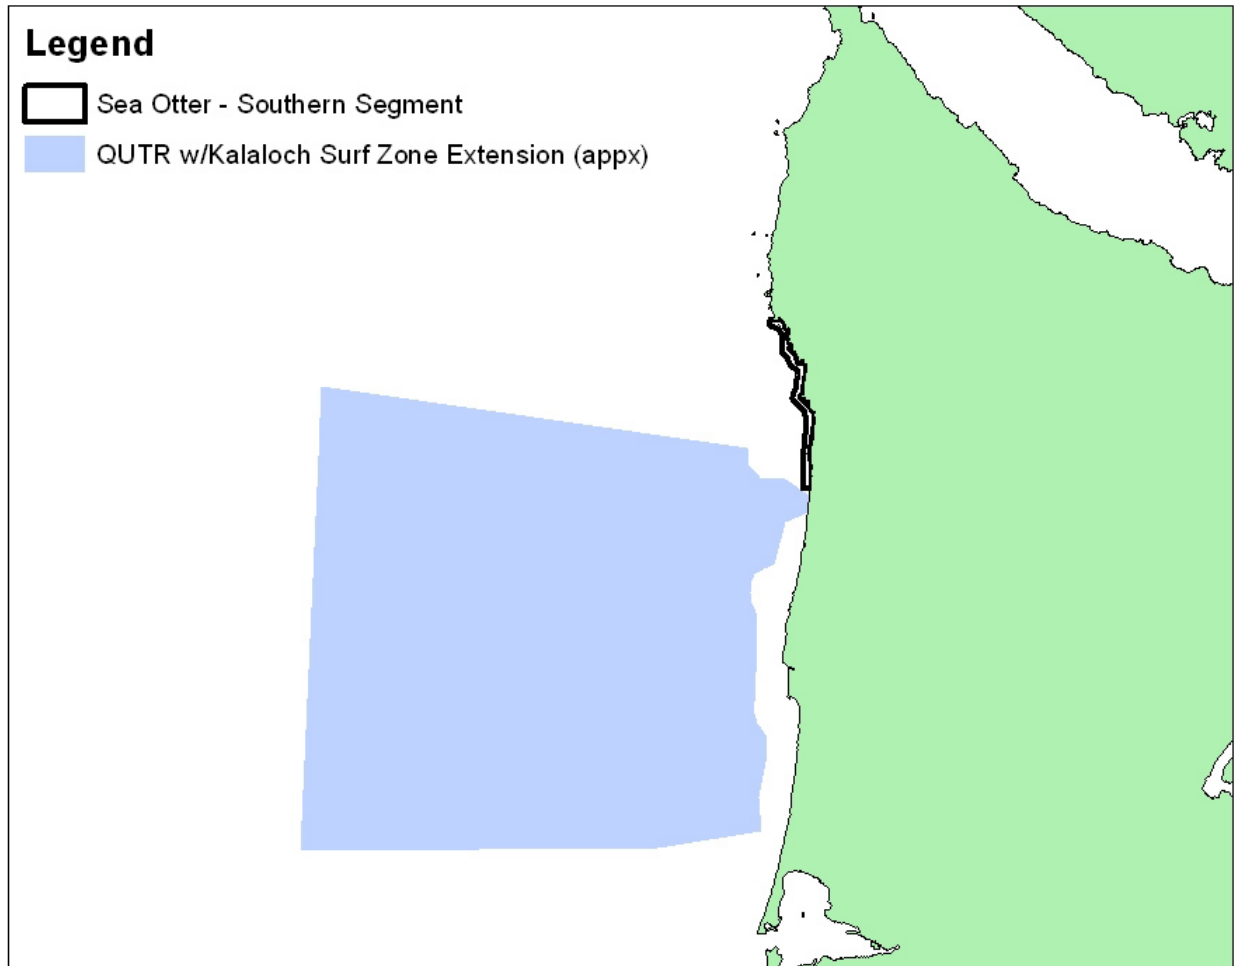 Legend
Sea Otter - Southern Segment
QUTR w/Kalaloch Surf Zone Extension (appx)